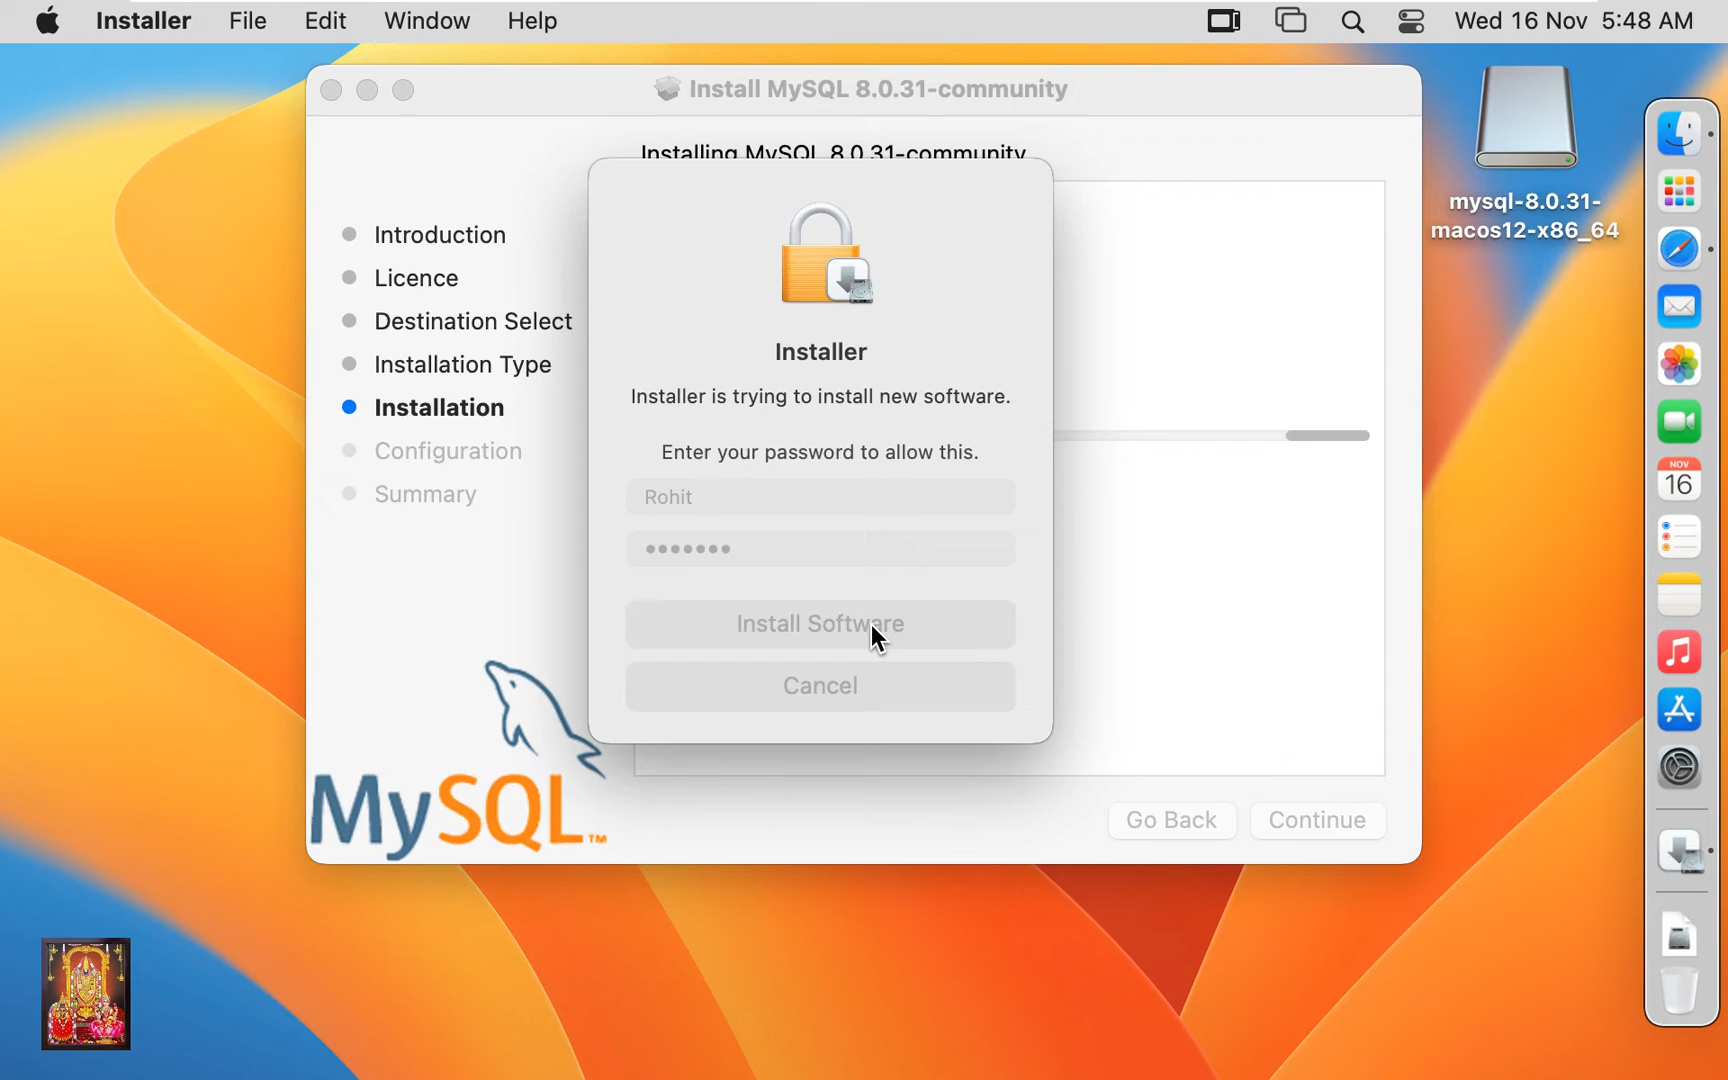 Installer File Edit Window Help Wed 16 Nov 5:48 AM
Install MySQL 8.0.31-community
Installing MySQL 8.0.31-community
Introduction
Licence
Destination Select
Installation Type
Installation
Configuration
Summary
Installer
Installer is trying to install new software.
Enter your password to allow this.
Rohit
•••••••
Install Software
Cancel
MySQL™
Go Back Continue
mysql-8.0.31-
macos12-x86_64
NOV
16